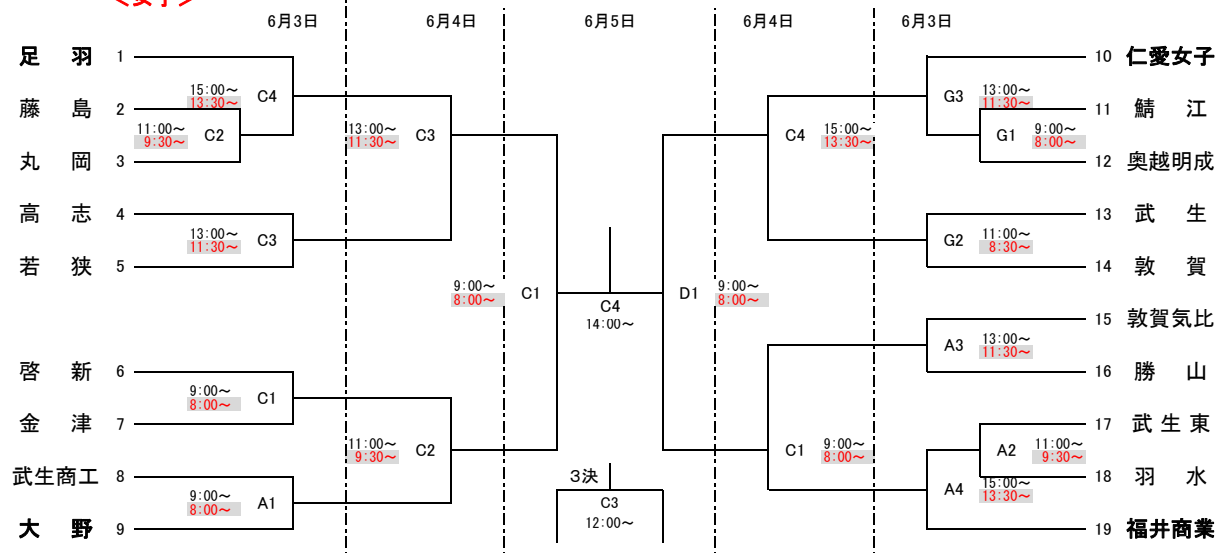 ＜女子＞
6月3日 6月4日 6月5日 6月4日 6月3日
足 羽 1
15:00～
13:30～
C4
藤 島 2
11:00～
9:30～
C2
丸 岡 3
13:00～
11:30～
C3
高 志 4
13:00～
11:30～
C3
若 狭 5
9:00～
8:00～
C1
啓 新 6
9:00～
8:00～
C1
金 津 7
11:00～
9:30～
C2
武生商工 8
9:00～
8:00～
A1
大 野 9
C4
14:00～
3決
C3
12:00～
10 仁愛女子
G3
13:00～
11:30～
11 鯖 江
G1
9:00～
8:00～
12 奥越明成
C4
15:00～
13:30～
13 武 生
G2
11:00～
8:30～
14 敦 賀
D1
9:00～
8:00～
15 敦賀気比
A3
13:00～
11:30～
16 勝 山
17 武 生 東
A2
11:00～
9:30～
C1
9:00～
8:00～
18 羽 水
A4
15:00～
13:30～
19 福井商業